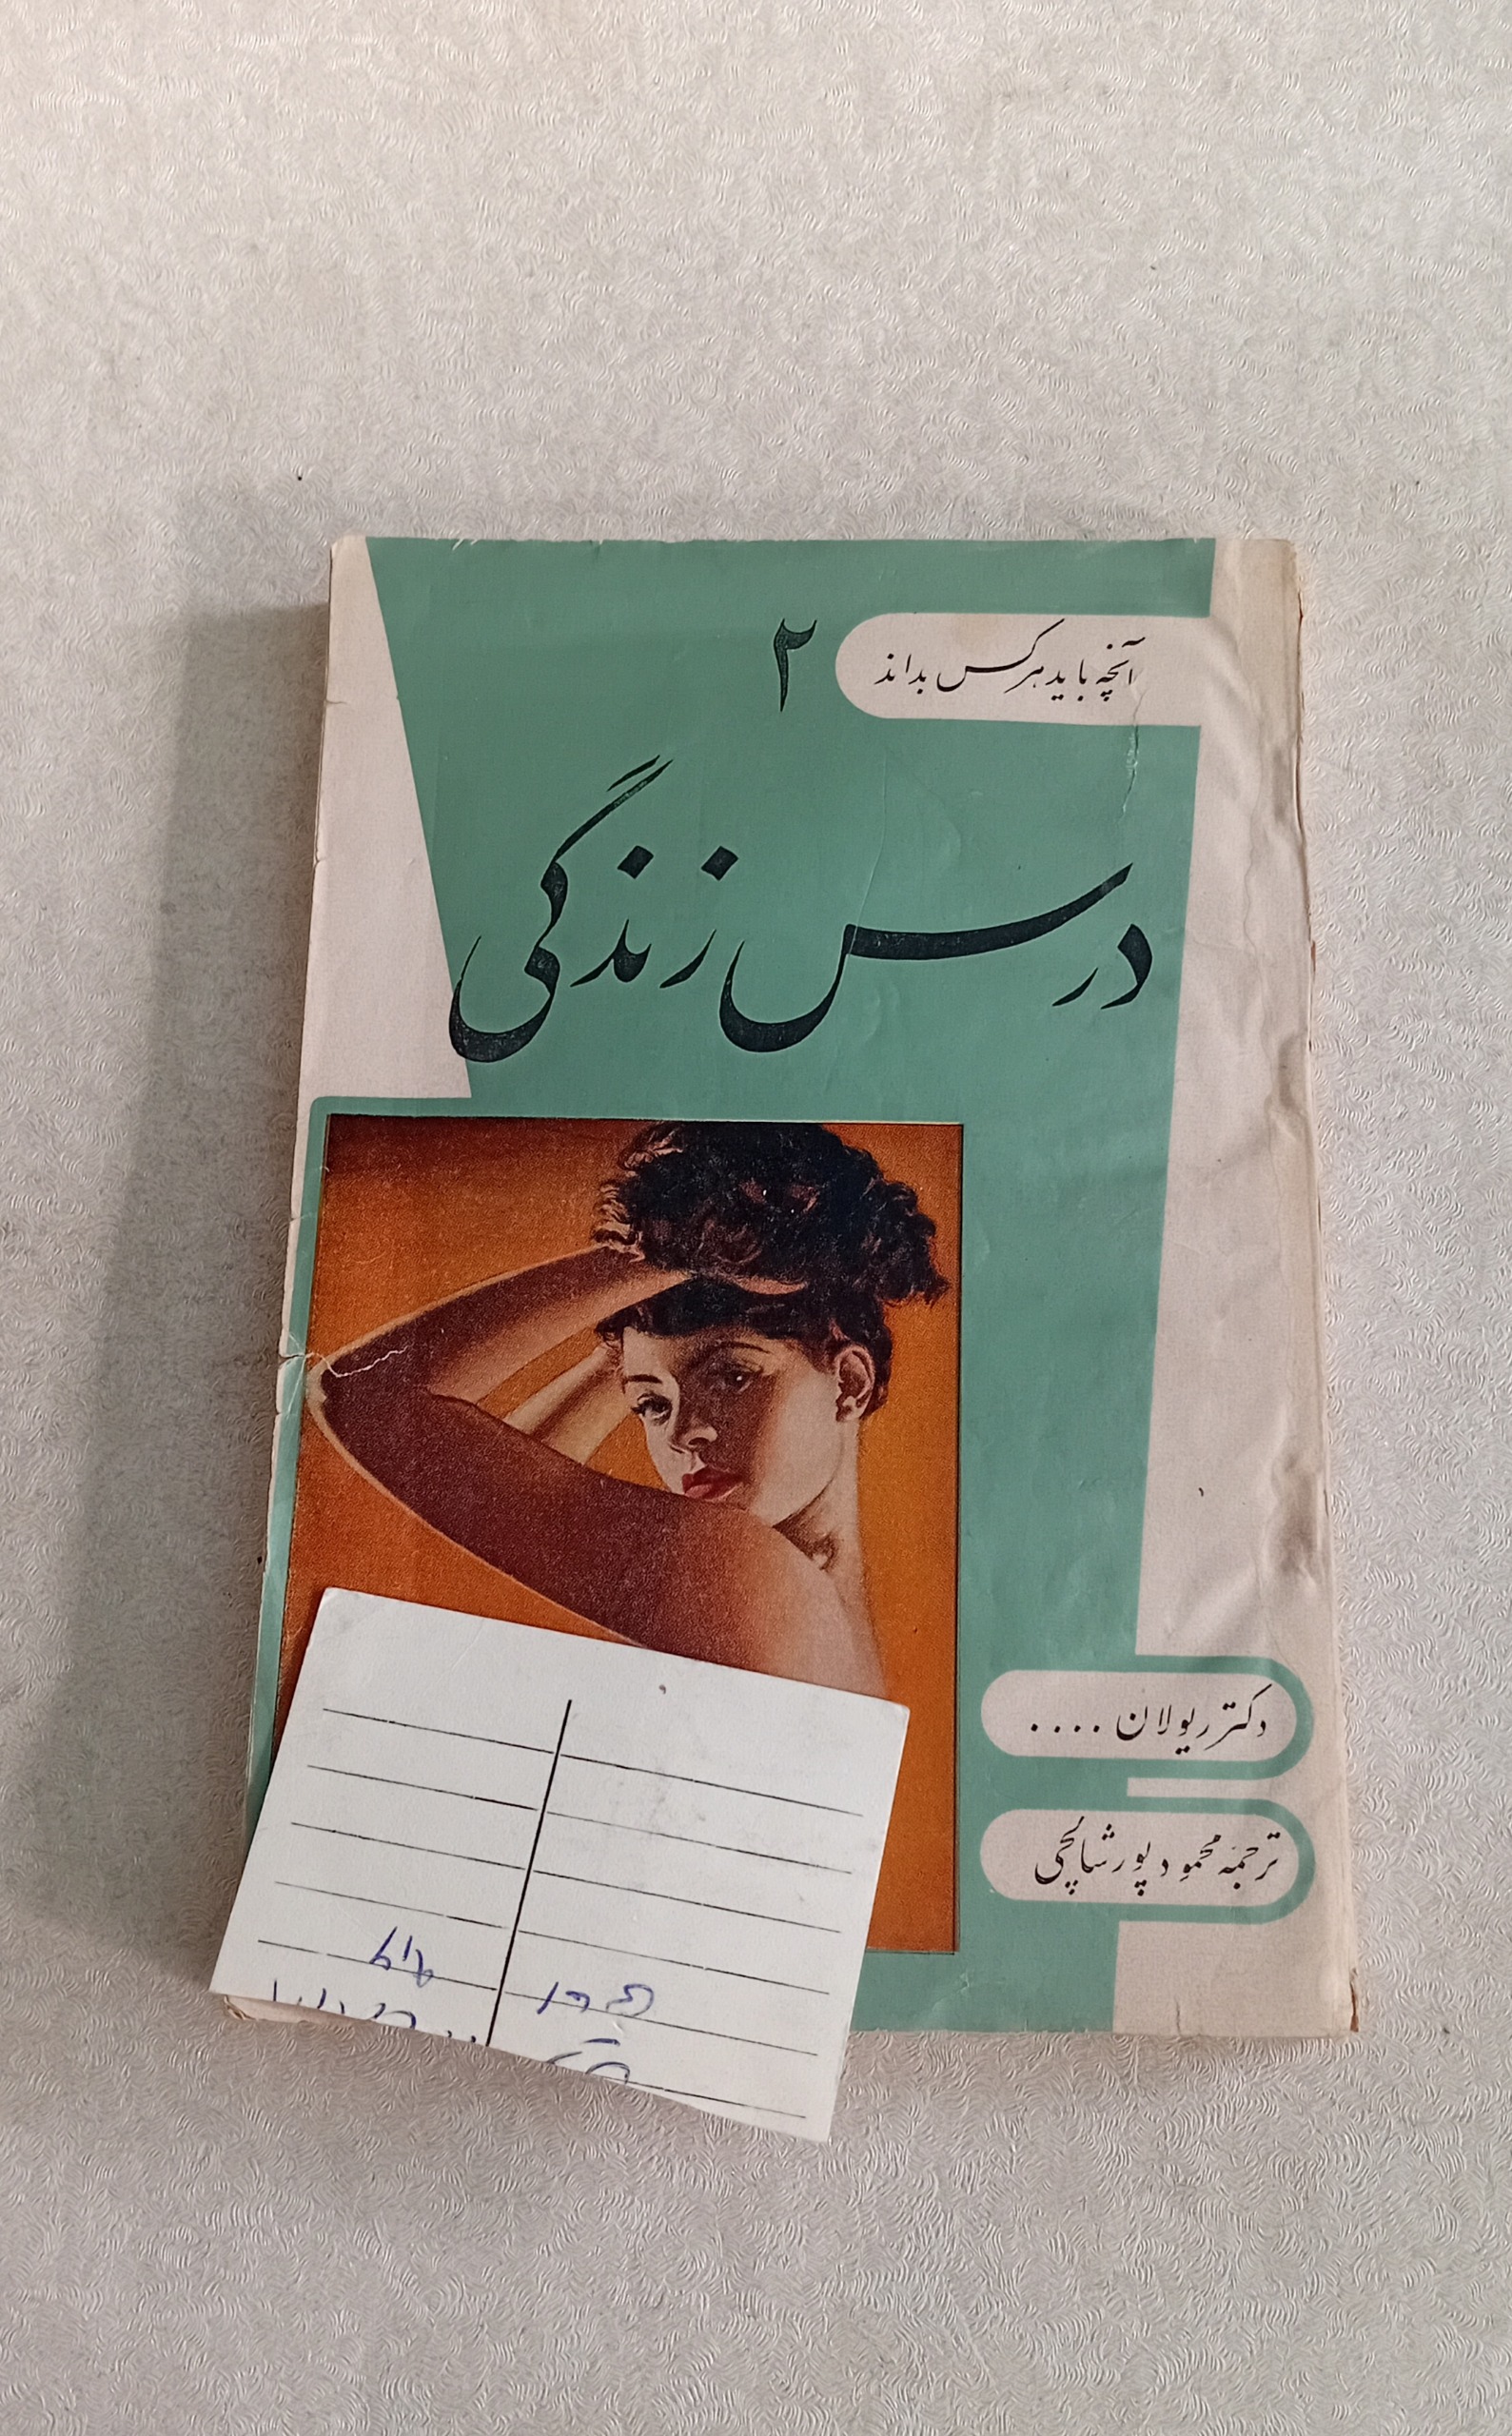 آنچه باید هرکس بداند ۲
درس زندگی
دکتر ریولان ....
ترجمهٔ محمود پورشالچی